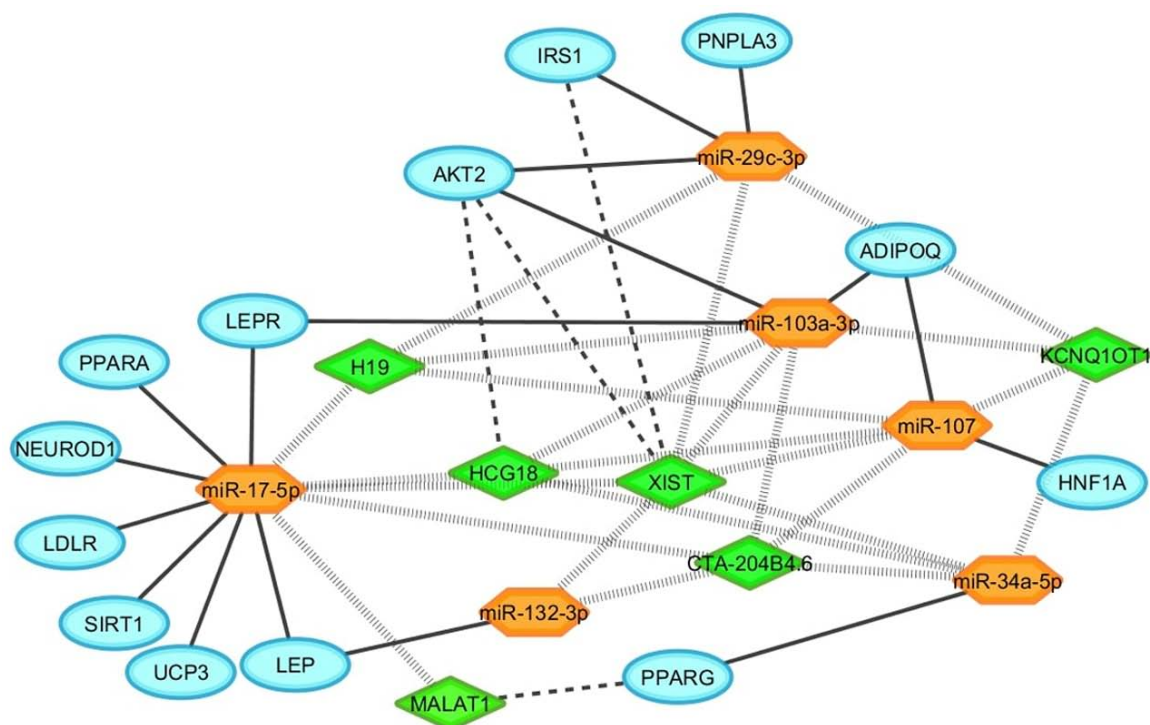 PNPLA3
IRS1
miR-29c-3p
AKT2
ADIPOQ
LEPR
miR-103a-3p
PPARA
H19
KCNQ1OT1
miR-107
NEUROD1
HCG18
XIST
miR-17-5p
HNF1A
LDLR
CTA-204B4.6
miR-34a-5p
miR-132-3p
SIRT1
UCP3
LEP
PPARG
MALAT1